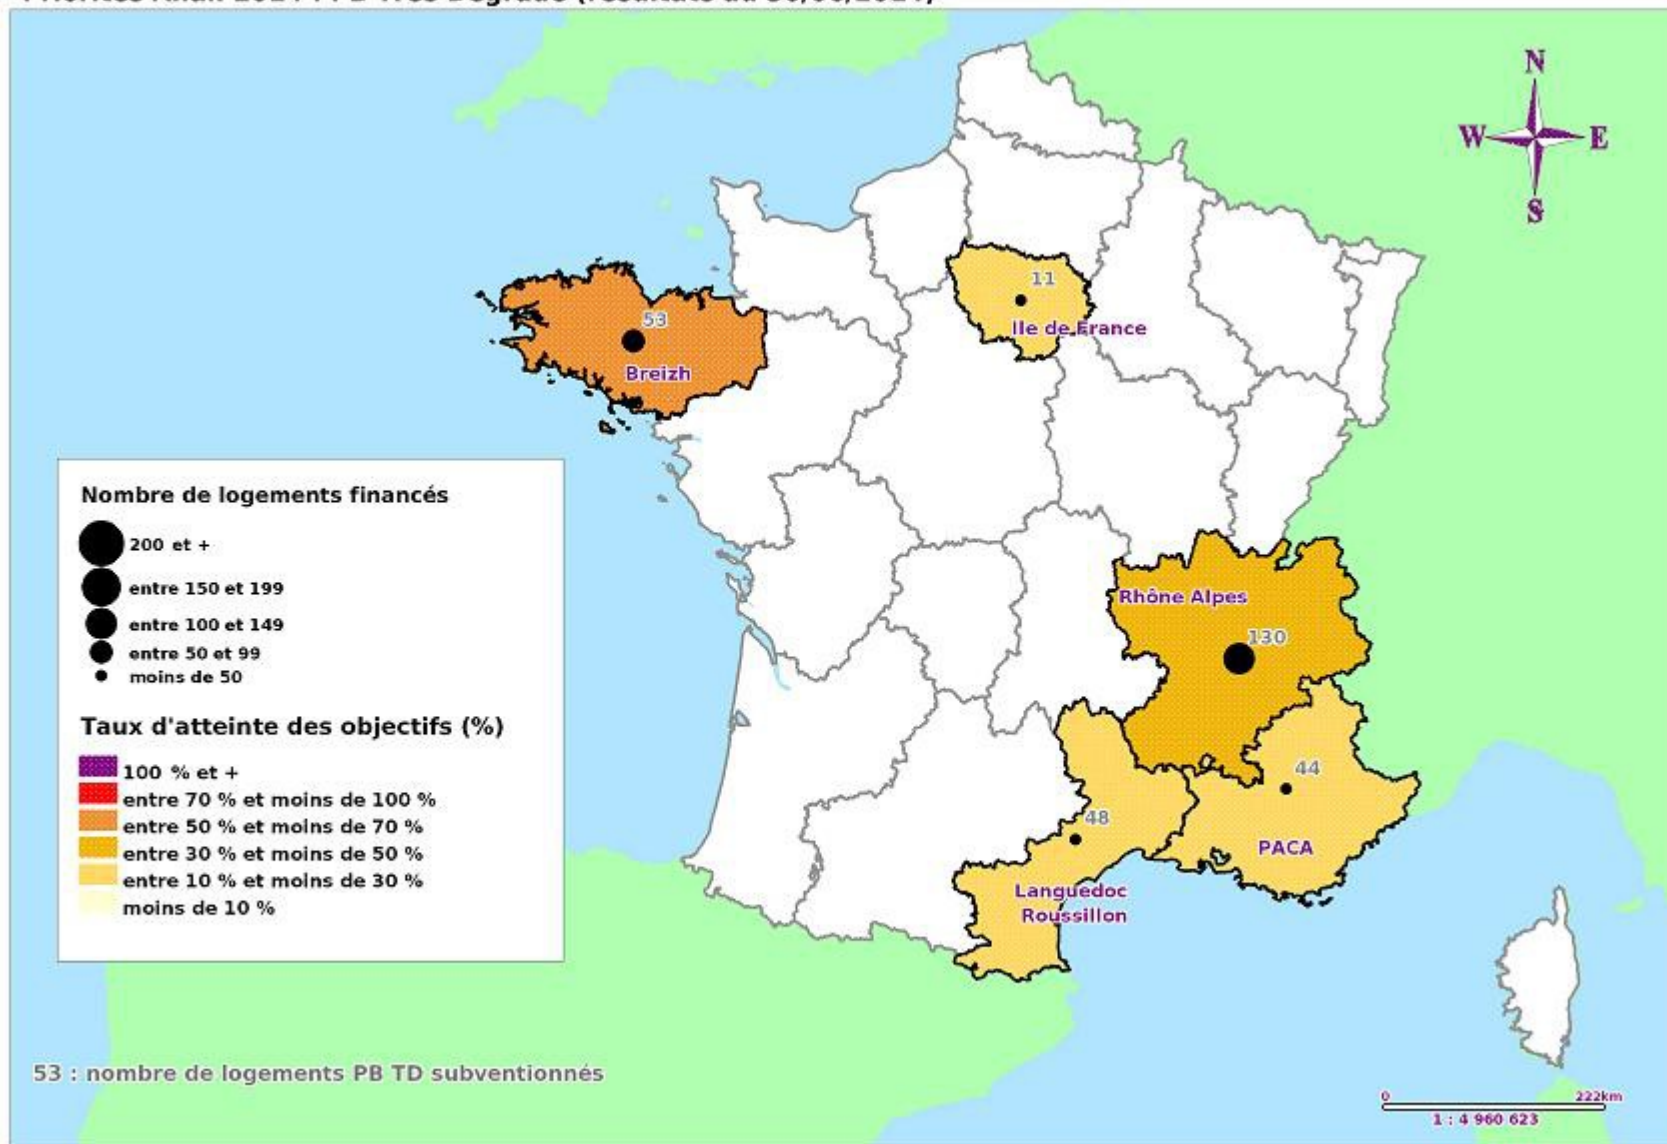 N
W E
S
11
Ile de France
53
Breizh
Nombre de logements financés
200 et +
entre 150 et 199
entre 100 et 149
entre 50 et 99
moins de 50
Taux d'atteinte des objectifs (%)
100 % et +
entre 70 % et moins de 100 %
entre 50 % et moins de 70 %
entre 30 % et moins de 50 %
entre 10 % et moins de 30 %
moins de 10 %
Rhône Alpes
130
44
48
PACA
Languedoc
Roussillon
53 : nombre de logements PB TD subventionnés
0 222km
1 : 4 960 623